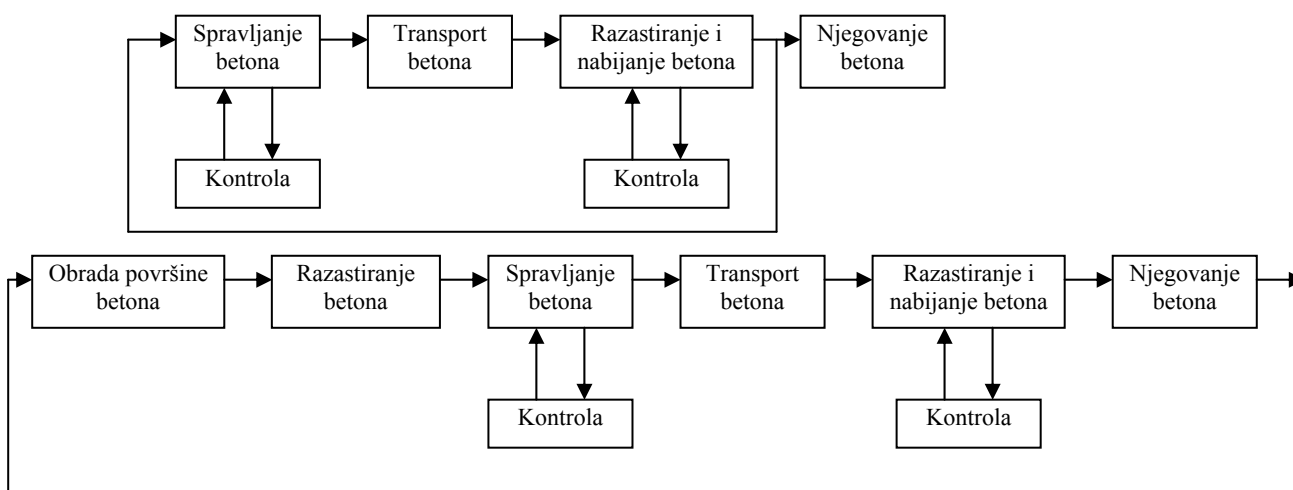 Spravljanje
betona
Transport
betona
Razastiranje i
nabijanje betona
Njegovanje
betona
Kontrola
Kontrola
Obrada površine
betona
Razastiranje
betona
Spravljanje
betona
Transport
betona
Razastiranje i
nabijanje betona
Njegovanje
betona
Kontrola
Kontrola